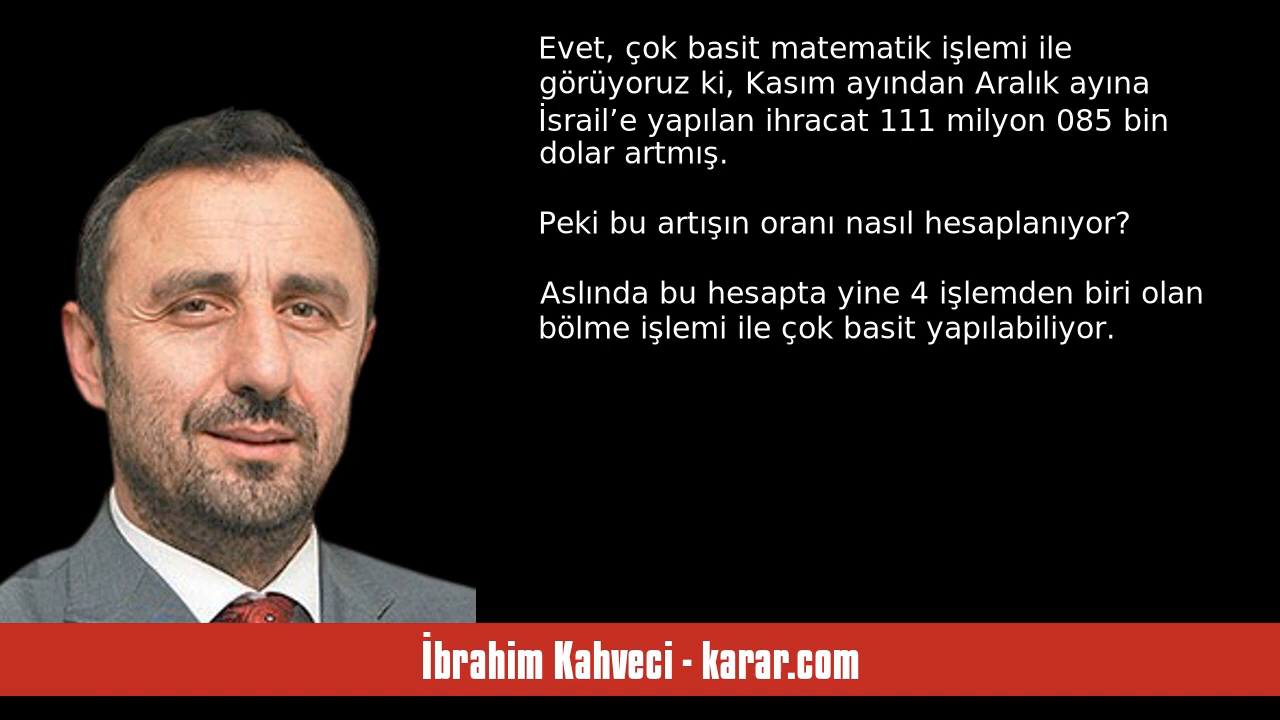 Evet, çok basit matematik işlemi ile
görüyoruz ki, Kasım ayından Aralık ayına
İsrail’e yapılan ihracat 111 milyon 085 bin
dolar artmış.
Peki bu artışın oranı nasıl hesaplanıyor?
Aslında bu hesapta yine 4 işlemden biri olan
bölme işlemi ile çok basit yapılabiliyor.
İbrahim Kahveci - karar.com